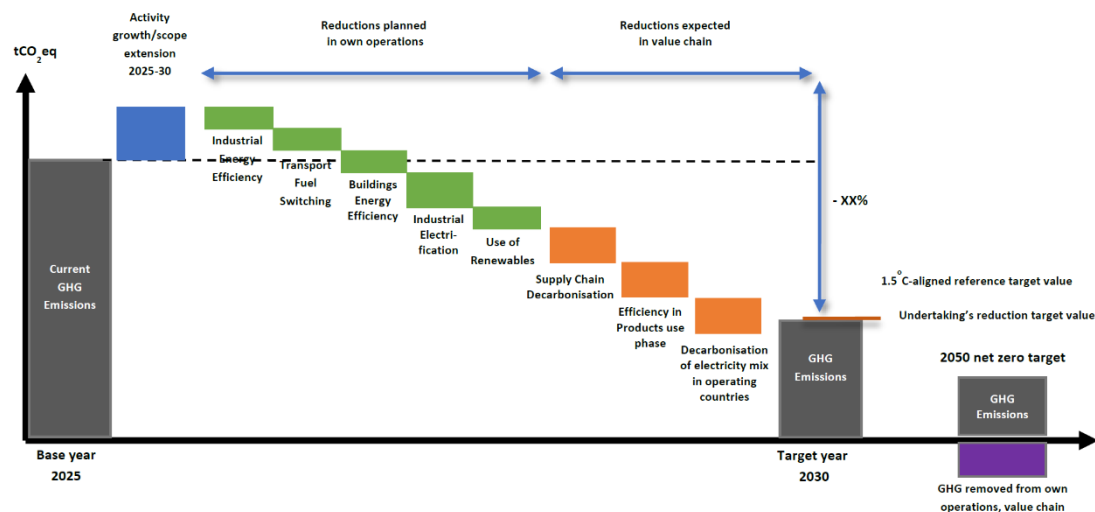 Activity
growth/scope
extension
2025-30
Reductions planned
in own operations
Reductions expected
in value chain
tCO2eq
Industrial
Energy
Efficiency
Transport
Fuel
Switching
Buildings
Energy
Efficiency
Industrial
Electri-
fication
Use of
Renewables
Supply Chain
Decarbonisation
Efficiency in
Products use
phase
Decarbonisation
of electricity mix
in operating
countries
- XX%
Current
GHG
Emissions
GHG
Emissions
1.5°C-aligned reference target value
Undertaking's reduction target value
2050 net zero target
GHG
Emissions
Base year
2025
Target year
2030
GHG removed from own
operations, value chain